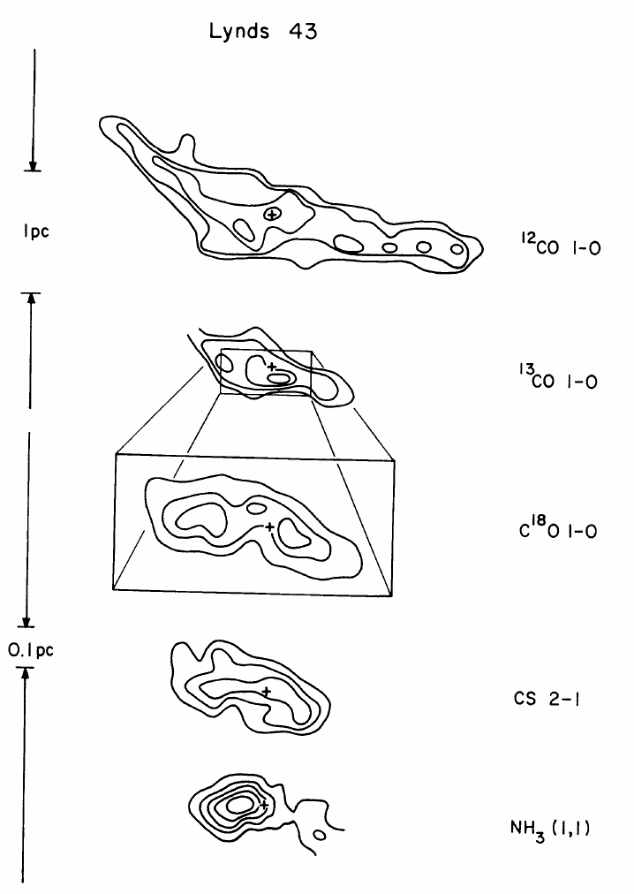 Lynds 43
1pc
¹²CO 1-0
¹³CO 1-0
C¹⁸O 1-0
0.1pc
CS 2-1
NH₃ (1,1)